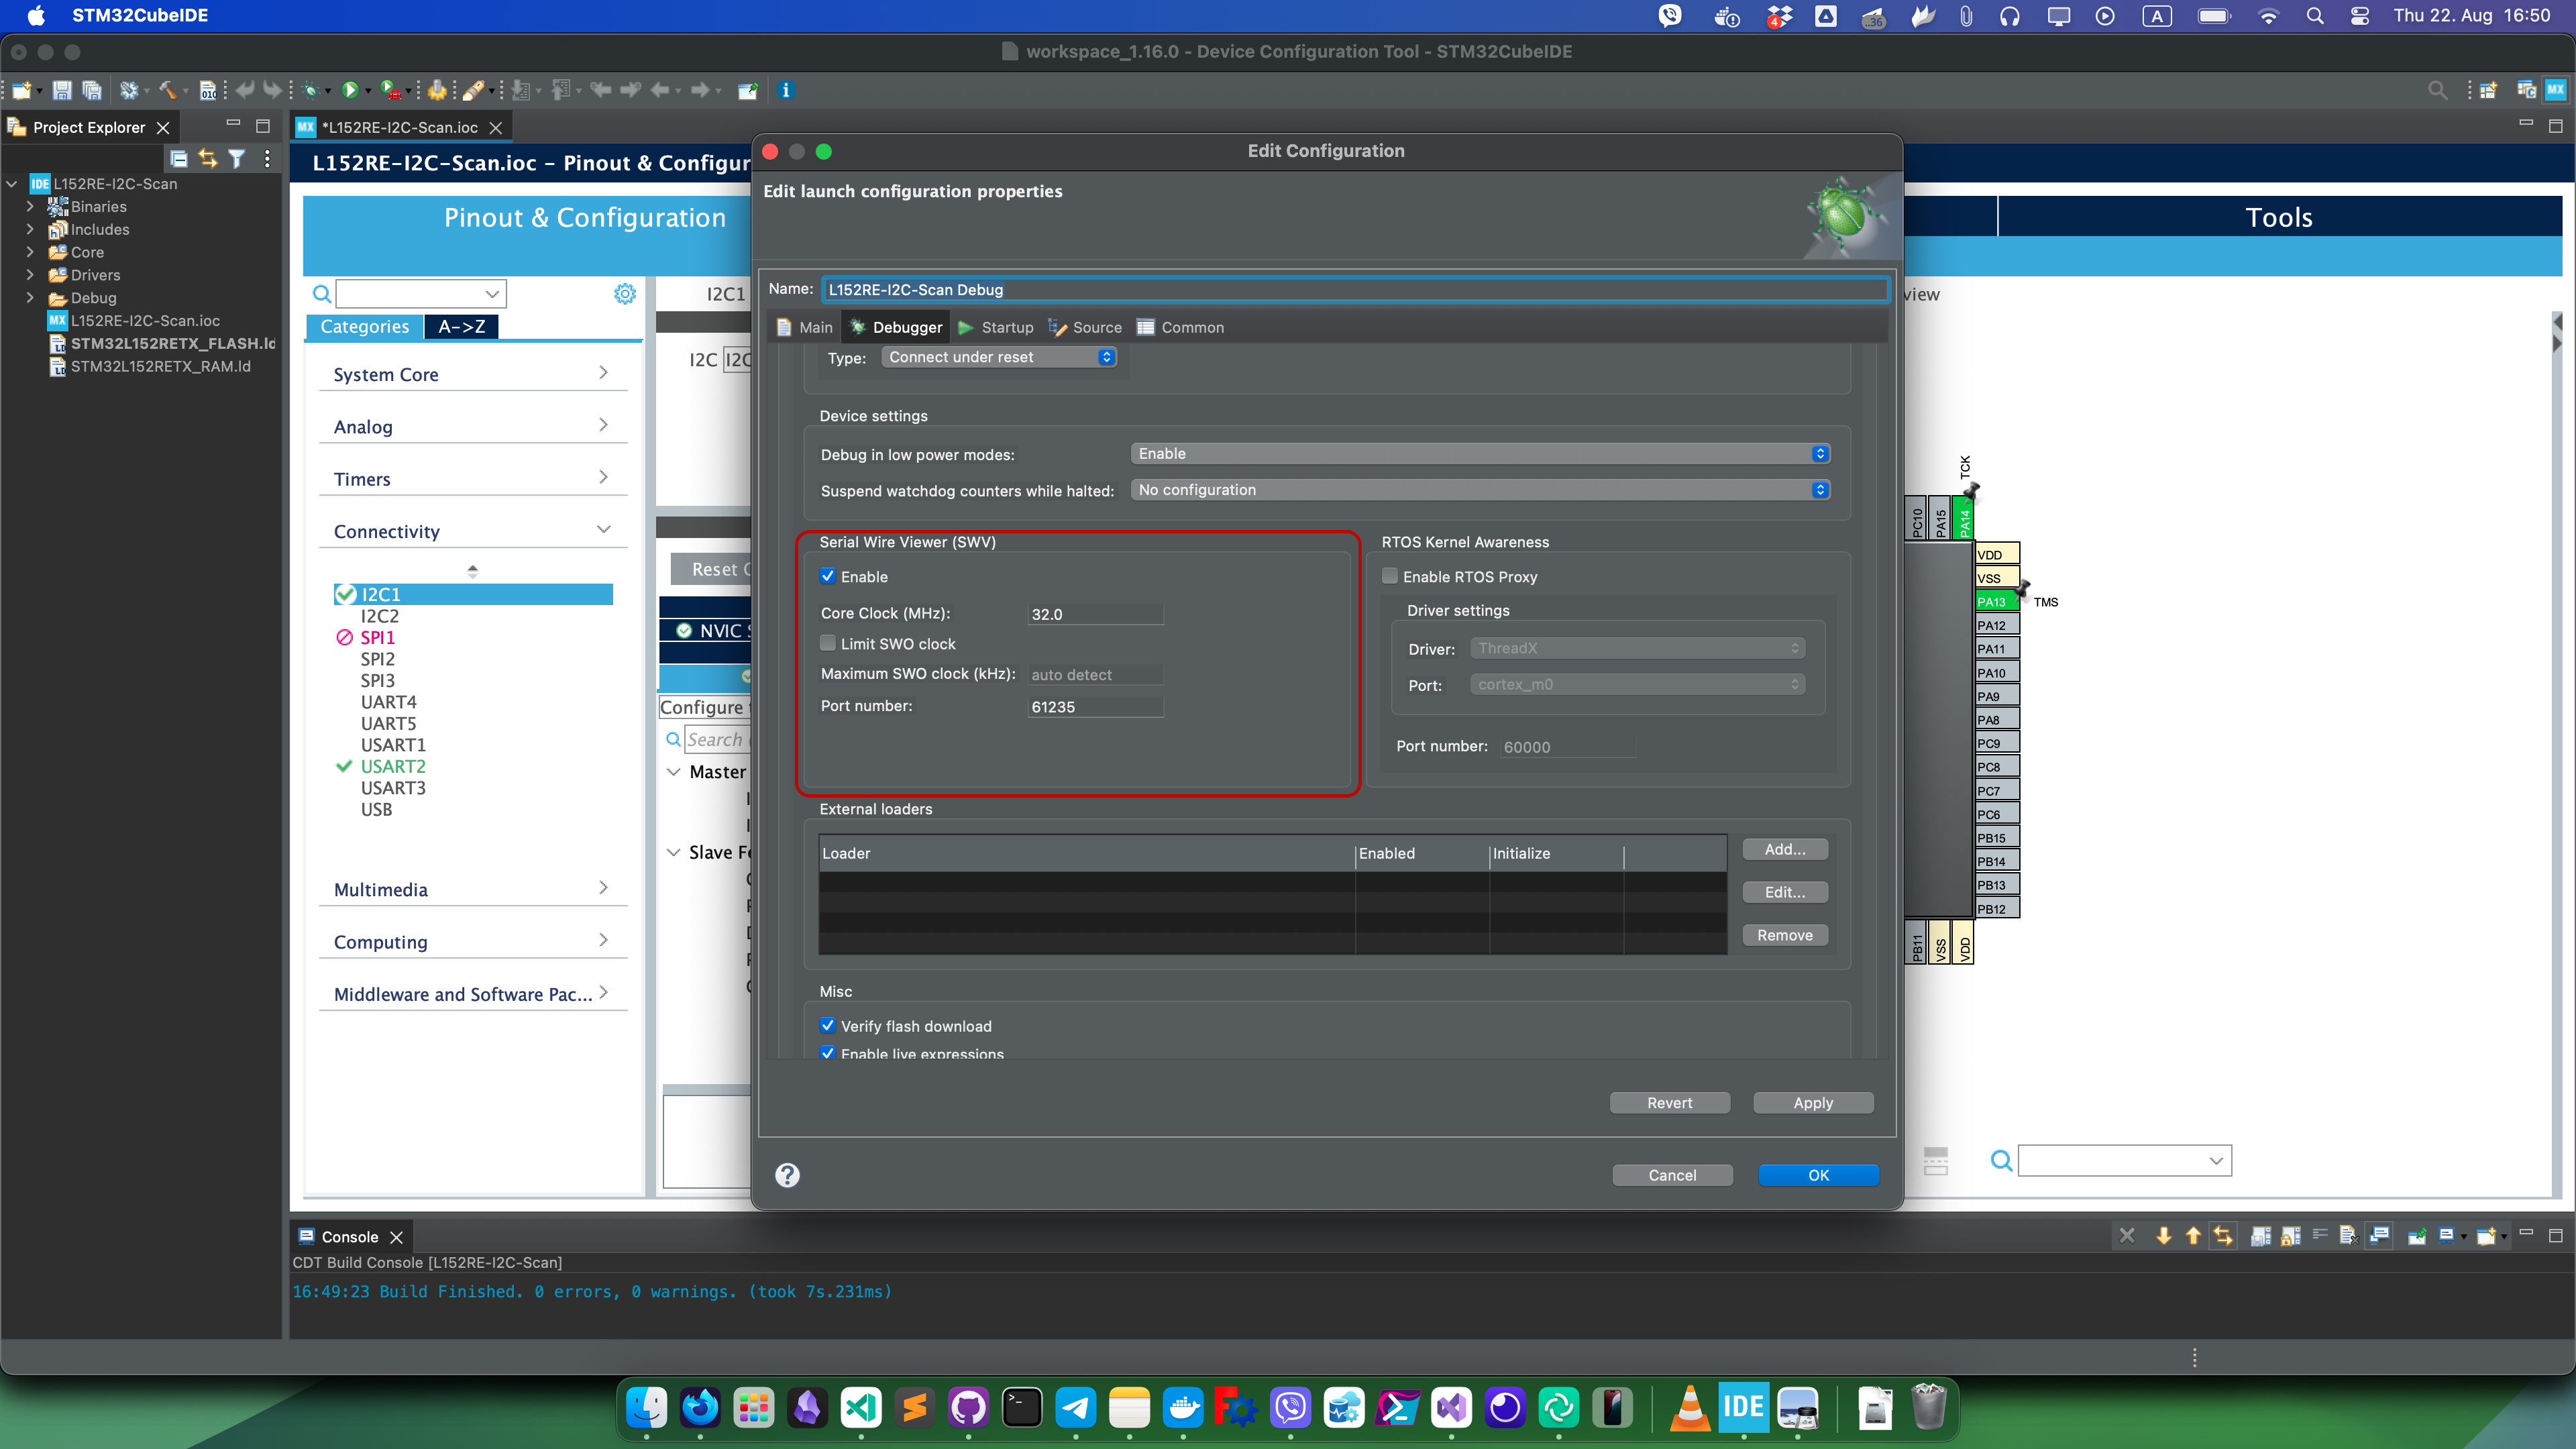 STM32CubeIDE
4
..36
A
Thu 22. Aug 16:50
workspace_1.16.0 - Device Configuration Tool - STM32CubeIDE
010
i
MX
Project Explorer
MX *L152RE-I2C-Scan.ioc
IDE L152RE-I2C-Scan
Binaries
Includes
Core
Drivers
Debug
MX L152RE-I2C-Scan.ioc
STM32L152RETX_FLASH.ld
STM32L152RETX_RAM.ld
L152RE-I2C-Scan.ioc – Pinout & Configur
Pinout & Configuration
Tools
Categories
A->Z
System Core
Analog
Timers
Connectivity
I2C1
I2C2
SPI1
SPI2
SPI3
UART4
UART5
USART1
USART2
USART3
USB
Multimedia
Computing
Middleware and Software Pac...
I2C1
I2C I2C
Reset C
NVIC S
Configure t
Search (
Master
Slave Fe
view
Edit Configuration
Edit launch configuration properties
Name: L152RE-I2C-Scan Debug
Main
Debugger
Startup
Source
Common
Type: Connect under reset
Device settings
Debug in low power modes: Enable
Suspend watchdog counters while halted: No configuration
Serial Wire Viewer (SWV)
Enable
Core Clock (MHz): 32.0
Limit SWO clock
Maximum SWO clock (kHz): auto detect
Port number: 61235
RTOS Kernel Awareness
Enable RTOS Proxy
Driver settings
Driver: ThreadX
Port: cortex_m0
Port number: 60000
External loaders
Loader Enabled Initialize
Add...
Edit...
Remove
Misc
Verify flash download
Enable live expressions
Revert
Apply
?
Cancel
OK
TCK
PC10
PA15
PA14
VDD
VSS
PA13 TMS
PA12
PA11
PA10
PA9
PA8
PC9
PC8
PC7
PC6
PB15
PB14
PB13
PB12
PB11
VSS
VDD
Console
CDT Build Console [L152RE-I2C-Scan]
16:49:23 Build Finished. 0 errors, 0 warnings. (took 7s.231ms)
IDE